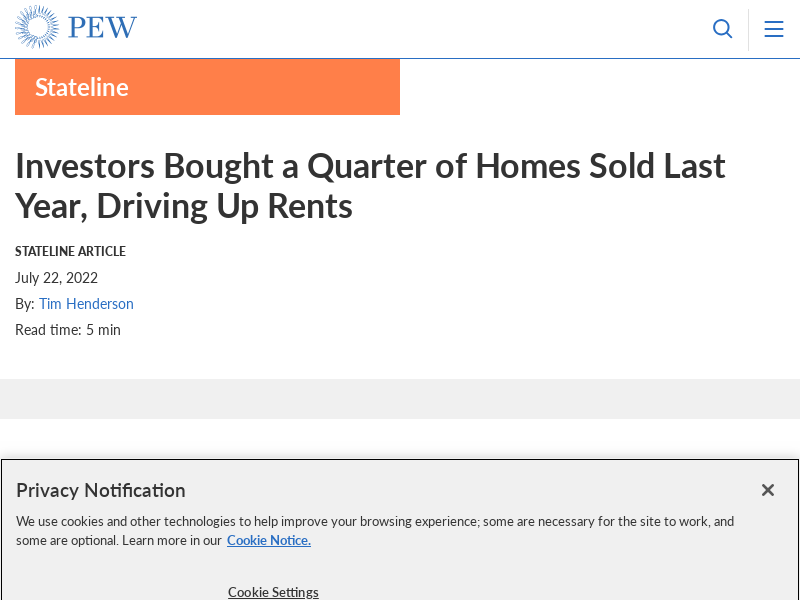 PEW
Stateline
Investors Bought a Quarter of Homes Sold Last
Year, Driving Up Rents
STATELINE ARTICLE
July 22, 2022
By: Tim Henderson
Read time: 5 min
Privacy Notification
We use cookies and other technologies to help improve your browsing experience; some are necessary for the site to work, and
some are optional. Learn more in our Cookie Notice.
Cookie Settings